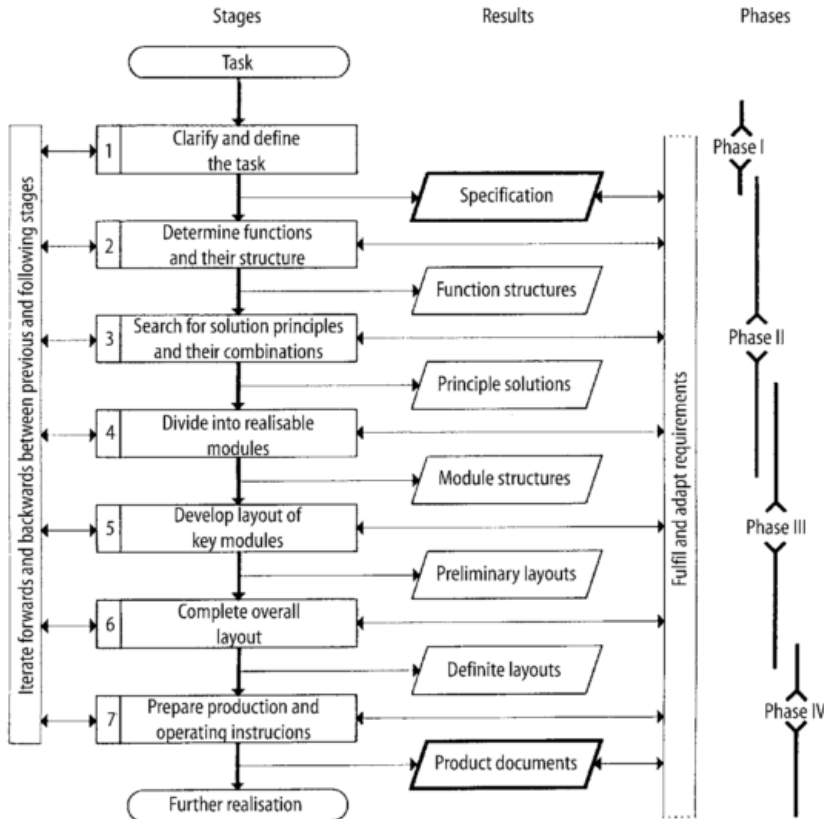 Stages
Results
Phases
Task
1
Clarify and define
the task
Phase I
Specification
2
Determine functions
and their structure
Function structures
3
Search for solution principles
and their combinations
Phase II
Principle solutions
4
Divide into realisable
modules
Module structures
5
Develop layout of
key modules
Phase III
Preliminary layouts
6
Complete overall
layout
Definite layouts
7
Prepare production and
operating instrucions
Phase IV
Product documents
Further realisation
Iterate forwards and backwards between previous and following stages
Fulfil and adapt requirements